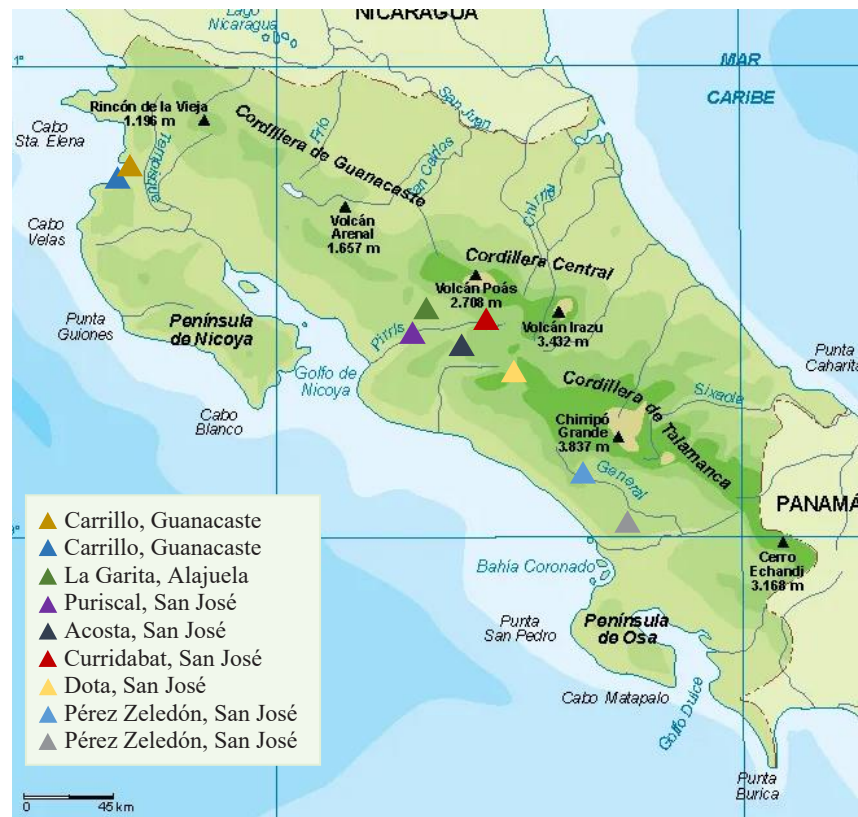 NICARAGUA
Lago
Nicaragua
1°
MAR
CARIBE
Rincón de la Vieja
1.196 m
Cabo
Sta. Elena
Tempisque
Cordillera de Guanacaste
Frio
San Juan
San Carlos
Chirripó
Cabo
Velas
Volcán
Arenal
1.657 m
Cordillera Central
Volcán Poás
2.708 m
Volcán Irazu
3.432 m
Punta
Guiones
Península
de Nicoya
Pirris
Golfo de
Nicoya
Punta
Caharita
Cordillera de Talamanca
Sixaole
Cabo
Blanco
Chirripó
Grande
3.837 m
General
PANAMÁ
Carrillo, Guanacaste
Carrillo, Guanacaste
La Garita, Alajuela
Puriscal, San José
Acosta, San José
Curridabat, San José
Dota, San José
Pérez Zeledón, San José
Pérez Zeledón, San José
Bahía Coronado
Cerro
Echandi
3.168 m
Punta
San Pedro
Península
de Osa
Cabo Matapalo
Golfo Dulce
Punta
Burica
0 45 km